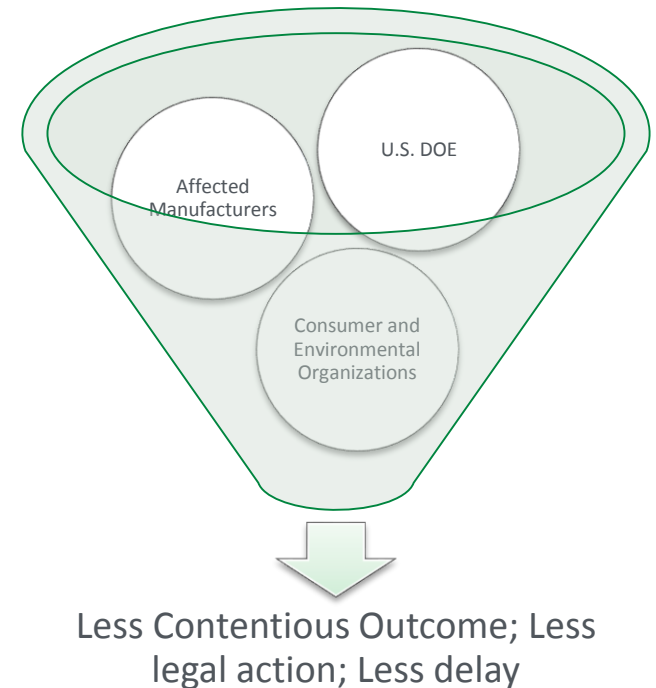 U.S. DOE
Affected
Manufacturers
Consumer and
Environmental
Organizations
Less Contentious Outcome; Less
legal action; Less delay